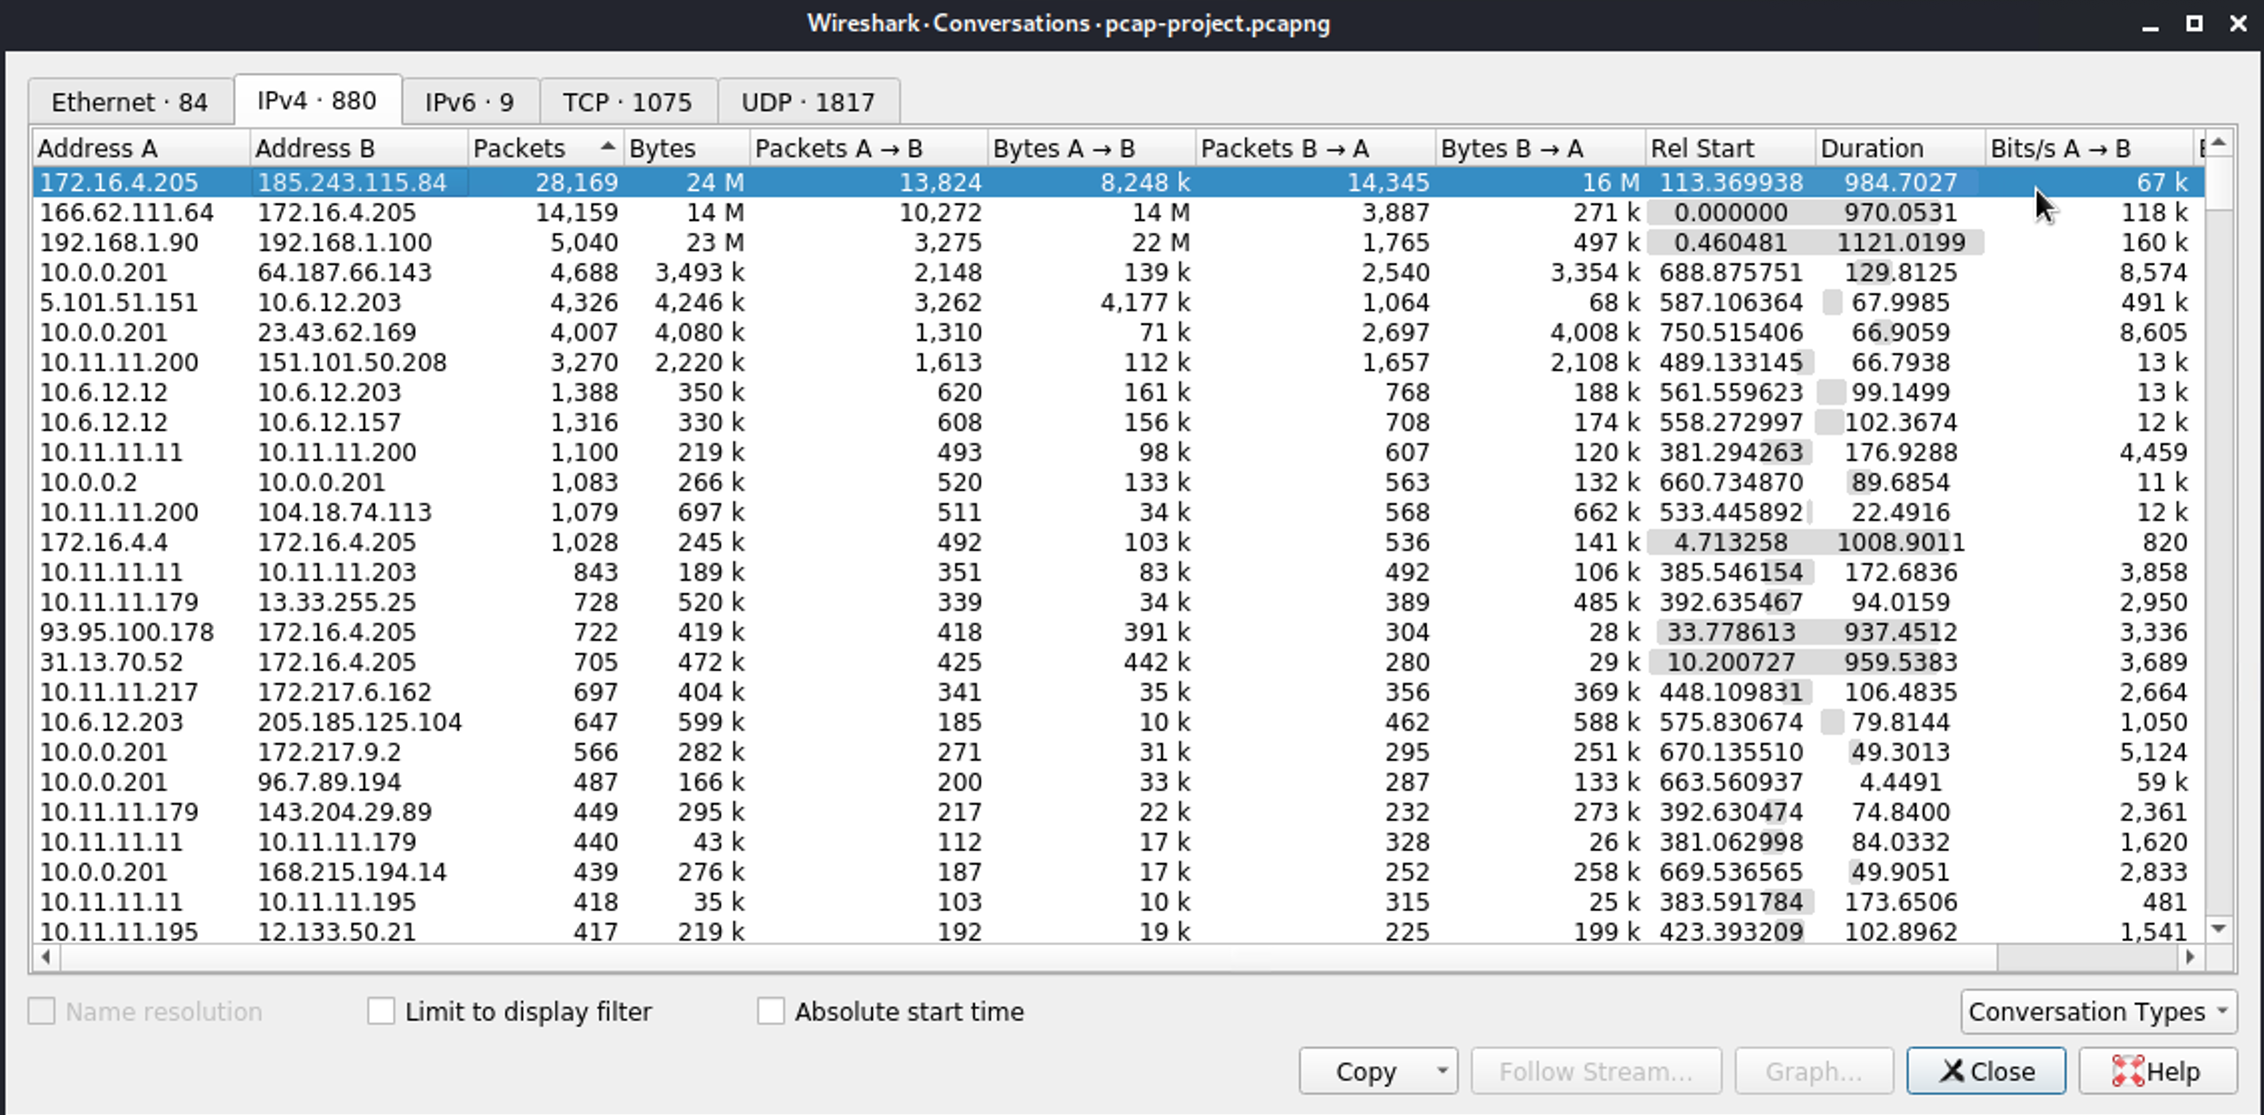 Wireshark · Conversations · pcap-project.pcapng
Ethernet · 84 IPv4 · 880 IPv6 · 9 TCP · 1075 UDP · 1817
Address A Address B Packets Bytes Packets A → B Bytes A → B Packets B → A Bytes B → A Rel Start Duration Bits/s A → B
172.16.4.205 185.243.115.84 28,169 24 M 13,824 8,248 k 14,345 16 M 113.369938 984.7027 67 k
166.62.111.64 172.16.4.205 14,159 14 M 10,272 14 M 3,887 271 k 0.000000 970.0531 118 k
192.168.1.90 192.168.1.100 5,040 23 M 3,275 22 M 1,765 497 k 0.460481 1121.0199 160 k
10.0.0.201 64.187.66.143 4,688 3,493 k 2,148 139 k 2,540 3,354 k 688.875751 129.8125 8,574
5.101.51.151 10.6.12.203 4,326 4,246 k 3,262 4,177 k 1,064 68 k 587.106364 67.9985 491 k
10.0.0.201 23.43.62.169 4,007 4,080 k 1,310 71 k 2,697 4,008 k 750.515406 66.9059 8,605
10.11.11.200 151.101.50.208 3,270 2,220 k 1,613 112 k 1,657 2,108 k 489.133145 66.7938 13 k
10.6.12.12 10.6.12.203 1,388 350 k 620 161 k 768 188 k 561.559623 99.1499 13 k
10.6.12.12 10.6.12.157 1,316 330 k 608 156 k 708 174 k 558.272997 102.3674 12 k
10.11.11.11 10.11.11.200 1,100 219 k 493 98 k 607 120 k 381.294263 176.9288 4,459
10.0.0.2 10.0.0.201 1,083 266 k 520 133 k 563 132 k 660.734870 89.6854 11 k
10.11.11.200 104.18.74.113 1,079 697 k 511 34 k 568 662 k 533.445892 22.4916 12 k
172.16.4.4 172.16.4.205 1,028 245 k 492 103 k 536 141 k 4.713258 1008.9011 820
10.11.11.11 10.11.11.203 843 189 k 351 83 k 492 106 k 385.546154 172.6836 3,858
10.11.11.179 13.33.255.25 728 520 k 339 34 k 389 485 k 392.635467 94.0159 2,950
93.95.100.178 172.16.4.205 722 419 k 418 391 k 304 28 k 33.778613 937.4512 3,336
31.13.70.52 172.16.4.205 705 472 k 425 442 k 280 29 k 10.200727 959.5383 3,689
10.11.11.217 172.217.6.162 697 404 k 341 35 k 356 369 k 448.109831 106.4835 2,664
10.6.12.203 205.185.125.104 647 599 k 185 10 k 462 588 k 575.830674 79.8144 1,050
10.0.0.201 172.217.9.2 566 282 k 271 31 k 295 251 k 670.135510 49.3013 5,124
10.0.0.201 96.7.89.194 487 166 k 200 33 k 287 133 k 663.560937 4.4491 59 k
10.11.11.179 143.204.29.89 449 295 k 217 22 k 232 273 k 392.630474 74.8400 2,361
10.11.11.11 10.11.11.179 440 43 k 112 17 k 328 26 k 381.062998 84.0332 1,620
10.0.0.201 168.215.194.14 439 276 k 187 17 k 252 258 k 669.536565 49.9051 2,833
10.11.11.11 10.11.11.195 418 35 k 103 10 k 315 25 k 383.591784 173.6506 481
10.11.11.195 12.133.50.21 417 219 k 192 19 k 225 199 k 423.393209 102.8962 1,541
Name resolution Limit to display filter Absolute start time Conversation Types
Copy Follow Stream... Graph... Close Help